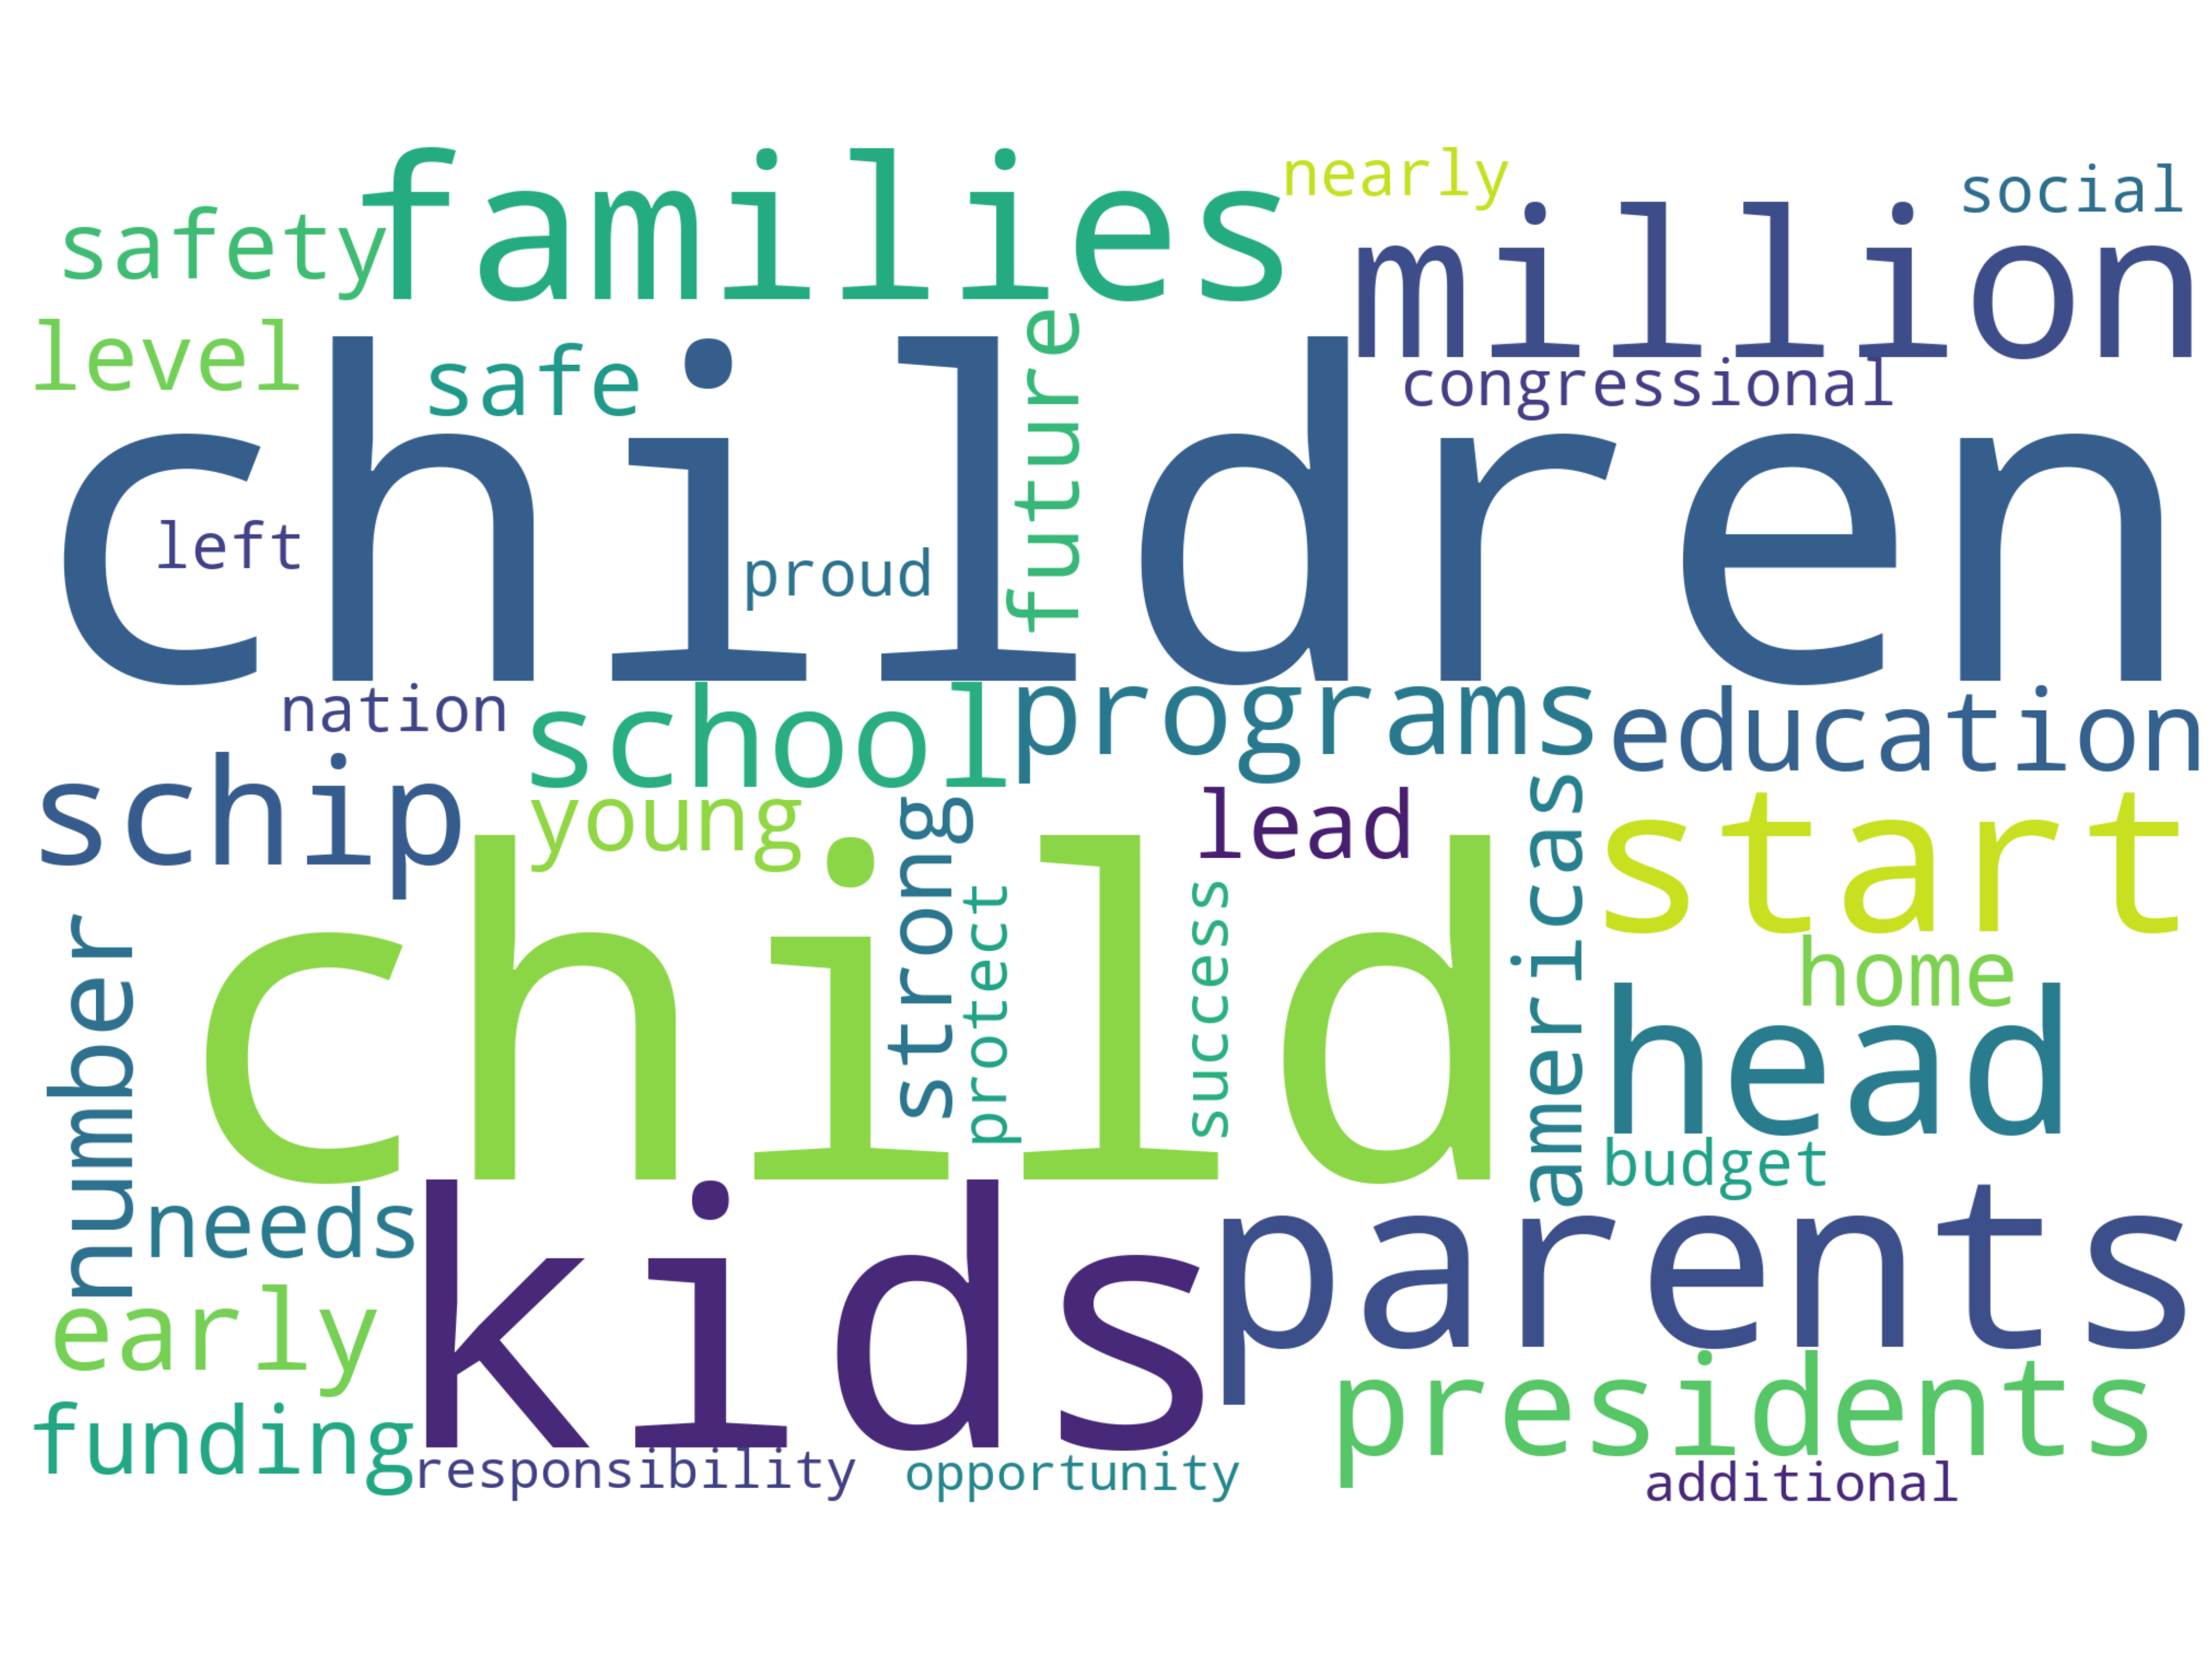 families
nearly
social
safety
million
level
safe
future
congressional
children
left
proud
nation
school
programs
education
schip
young
lead
start
strong
americas
child
protect
success
home
number
head
budget
needs
kids
parents
early
presidents
funding
responsibility
opportunity
additional